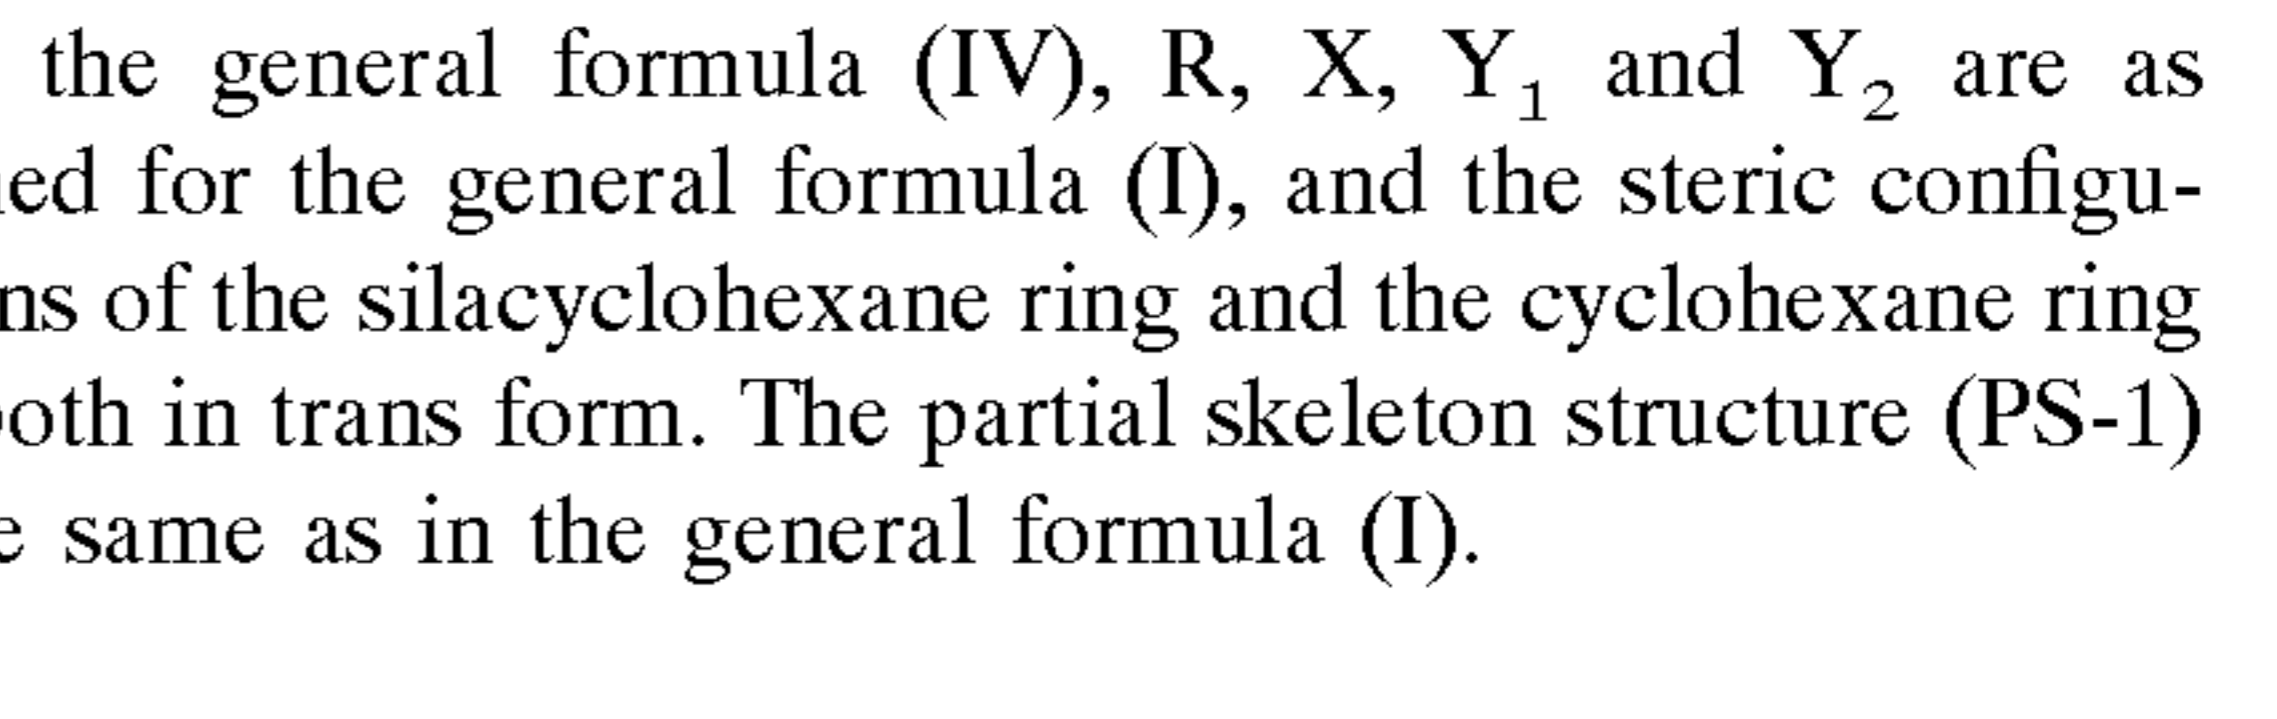 the general formula (IV), R, X, Y₁ and Y₂ are as
ed for the general formula (I), and the steric configu-
ns of the silacyclohexane ring and the cyclohexane ring
oth in trans form. The partial skeleton structure (PS-1)
e same as in the general formula (I).